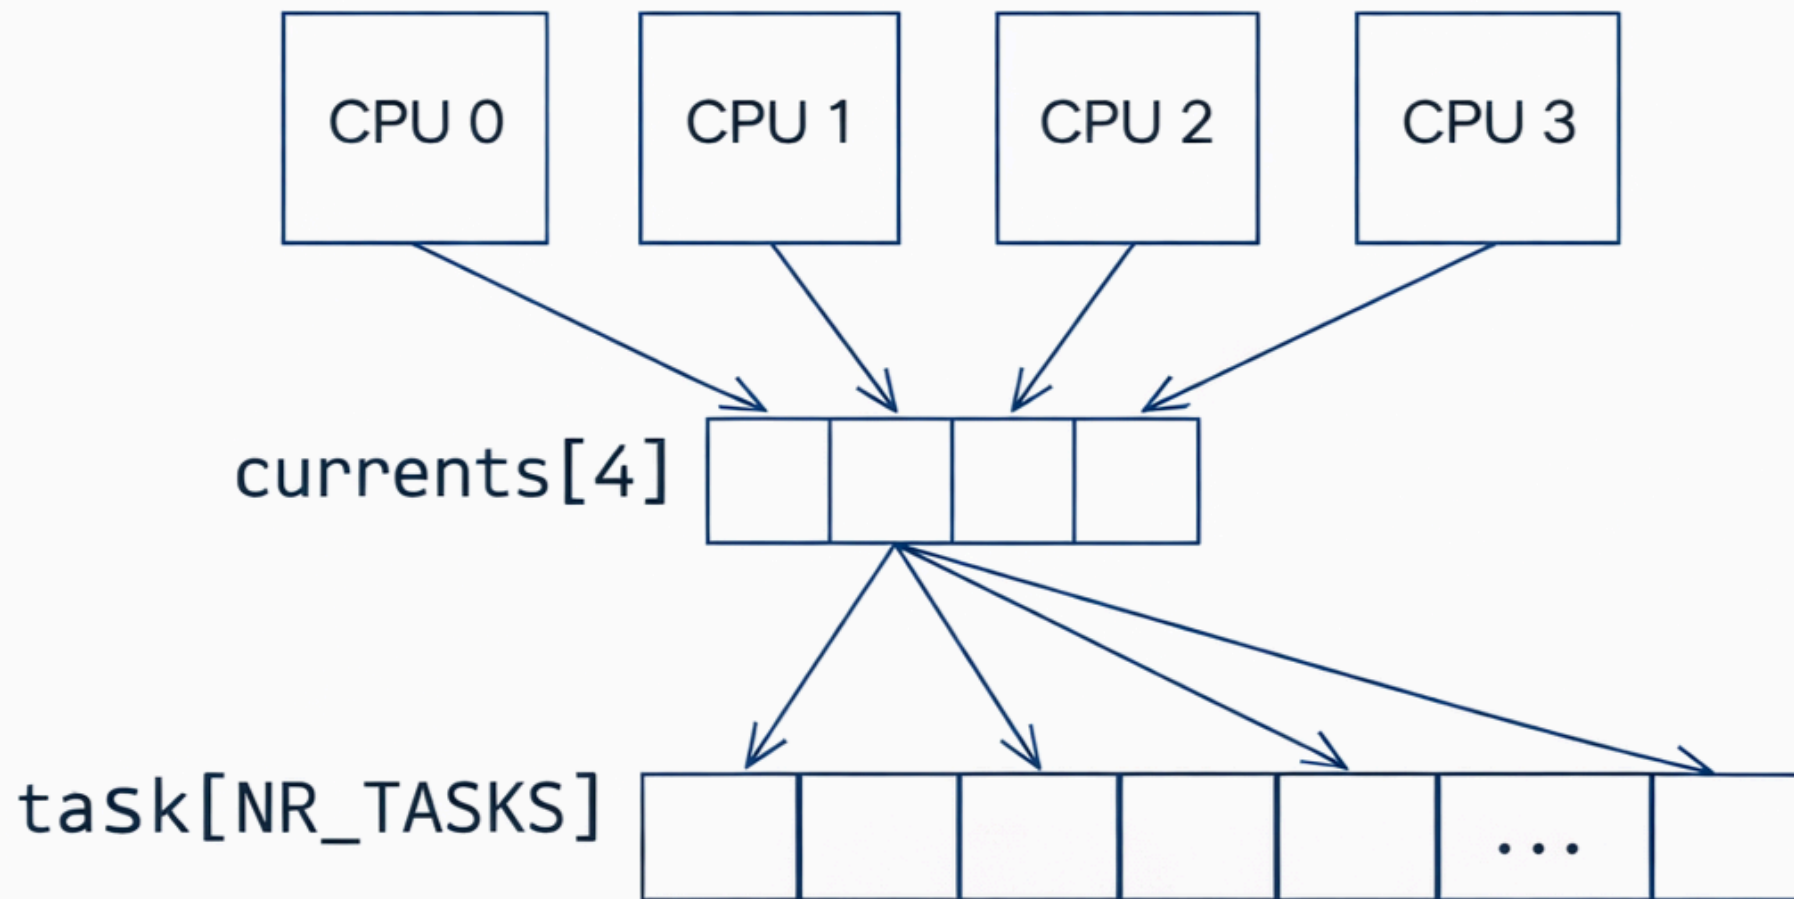 CPU 0 CPU 1 CPU 2 CPU 3
currents[4]
task[NR_TASKS]
...